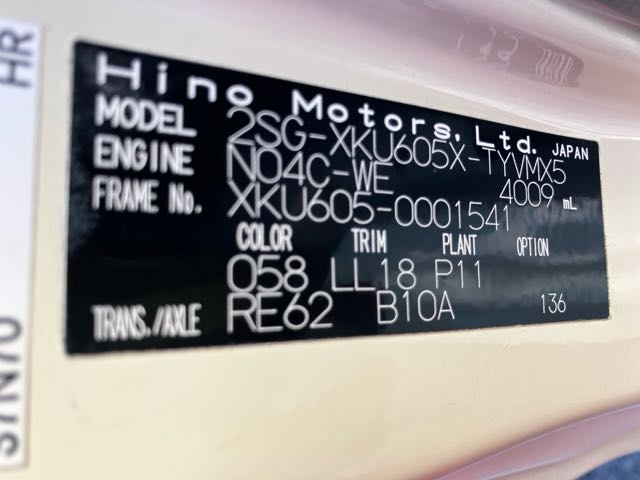 Hino Motors, Ltd. JAPAN
MODEL 2SG-XKU605X-TYVMX5
ENGINE N04C-WE 4009 mL
FRAME No. XKU605-0001541
COLOR TRIM PLANT OPTION
058 LL18 P11
TRANS./AXLE RE62 B10A 136
HR